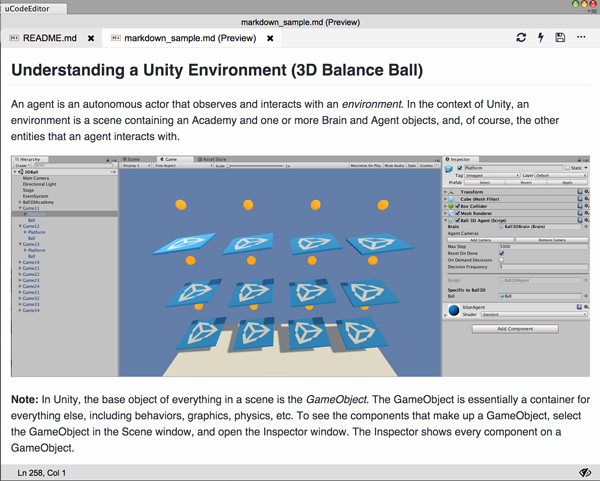 uCodeEditor
markdown_sample.md (Preview)
README.md
markdown_sample.md (Preview)
Understanding a Unity Environment (3D Balance Ball)
An agent is an autonomous actor that observes and interacts with an environment. In the context of Unity, an
environment is a scene containing an Academy and one or more Brain and Agent objects, and, of course, the other
entities that an agent interacts with.
Hierarchy
Create
3DBall
Main Camera
Directional Light
Stage
EventSystem
Ball3DAcademy
Game11
Platform
Ball
Game12
Platform
Ball
Game13
Platform
Ball
Game14
Game21
Game22
Game23
Game24
Game31
Game32
Game33
Game34
Scene
Game
Asset Store
Display 1
Free Aspect
Scale
1x
Maximize On Play
Mute Audio
Stats
Gizmos
Inspector
Platform
Static
Tag
Untagged
Layer
Default
Prefab
Select
Revert
Apply
Transform
Cube (Mesh Filter)
Box Collider
Mesh Renderer
Ball 3D Agent (Script)
Brain
Ball3DBrain (Brain)
Agent Cameras
Add Camera
Remove Camera
Max Step
5000
Reset On Done
On Demand Decisions
Decision Frequency
Script
Ball3DAgent
Specific to Ball3D
Ball
Ball
blueAgent
Shader
Standard
Add Component
Note: In Unity, the base object of everything in a scene is the GameObject. The GameObject is essentially a container for
everything else, including behaviors, graphics, physics, etc. To see the components that make up a GameObject, select
the GameObject in the Scene window, and open the Inspector window. The Inspector shows every component on a
GameObject.
Ln 258, Col 1